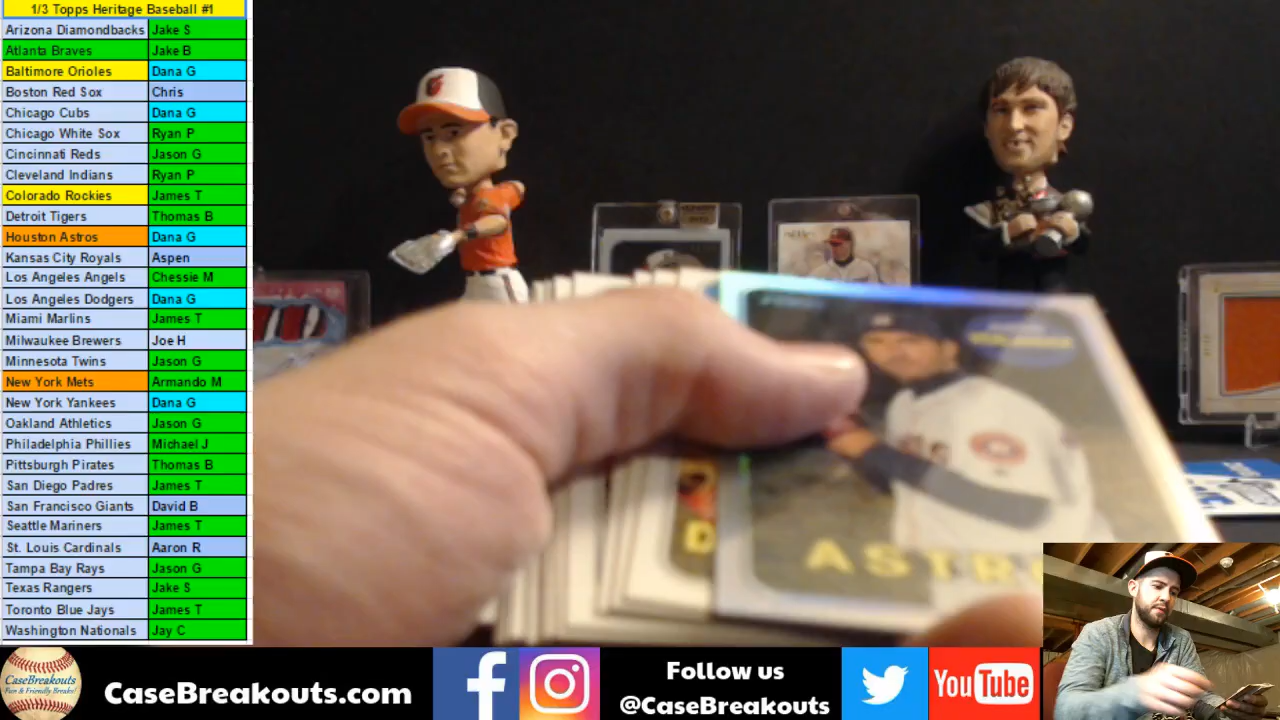 1/3 Topps Heritage Baseball #1
Arizona Diamondbacks Jake S
Atlanta Braves Jake B
Baltimore Orioles Dana G
Boston Red Sox Chris
Chicago Cubs Dana G
Chicago White Sox Ryan P
Cincinnati Reds Jason G
Cleveland Indians Ryan P
Colorado Rockies James T
Detroit Tigers Thomas B
Houston Astros Dana G
Kansas City Royals Aspen
Los Angeles Angels Chessie M
Los Angeles Dodgers Dana G
Miami Marlins James T
Milwaukee Brewers Joe H
Minnesota Twins Jason G
New York Mets Armando M
New York Yankees Dana G
Oakland Athletics Jason G
Philadelphia Phillies Michael J
Pittsburgh Pirates Thomas B
San Diego Padres James T
San Francisco Giants David B
Seattle Mariners James T
St. Louis Cardinals Aaron R
Tampa Bay Rays Jason G
Texas Rangers Jake S
Toronto Blue Jays James T
Washington Nationals Jay C
D
ASTR
CaseBreakouts
Fun & Friendly Breaks!
CaseBreakouts.com
Follow us
@CaseBreakouts
YouTube